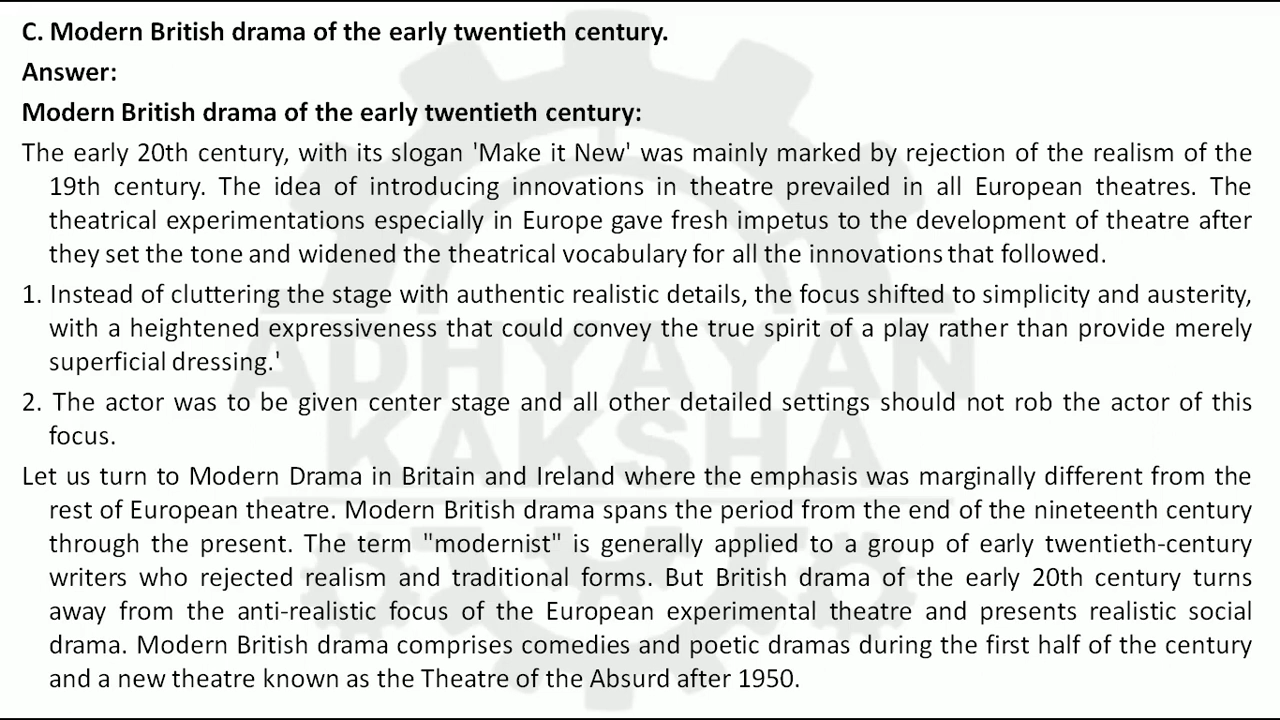 C. Modern British drama of the early twentieth century.
Answer:
Modern British drama of the early twentieth century:
The early 20th century, with its slogan 'Make it New' was mainly marked by rejection of the realism of the
19th century. The idea of introducing innovations in theatre prevailed in all European theatres. The
theatrical experimentations especially in Europe gave fresh impetus to the development of theatre after
they set the tone and widened the theatrical vocabulary for all the innovations that followed.
1. Instead of cluttering the stage with authentic realistic details, the focus shifted to simplicity and austerity,
with a heightened expressiveness that could convey the true spirit of a play rather than provide merely
superficial dressing.'
2. The actor was to be given center stage and all other detailed settings should not rob the actor of this
focus.
Let us turn to Modern Drama in Britain and Ireland where the emphasis was marginally different from the
rest of European theatre. Modern British drama spans the period from the end of the nineteenth century
through the present. The term "modernist" is generally applied to a group of early twentieth-century
writers who rejected realism and traditional forms. But British drama of the early 20th century turns
away from the anti-realistic focus of the European experimental theatre and presents realistic social
drama. Modern British drama comprises comedies and poetic dramas during the first half of the century
and a new theatre known as the Theatre of the Absurd after 1950.
ADHYAYAN
KAKSHA